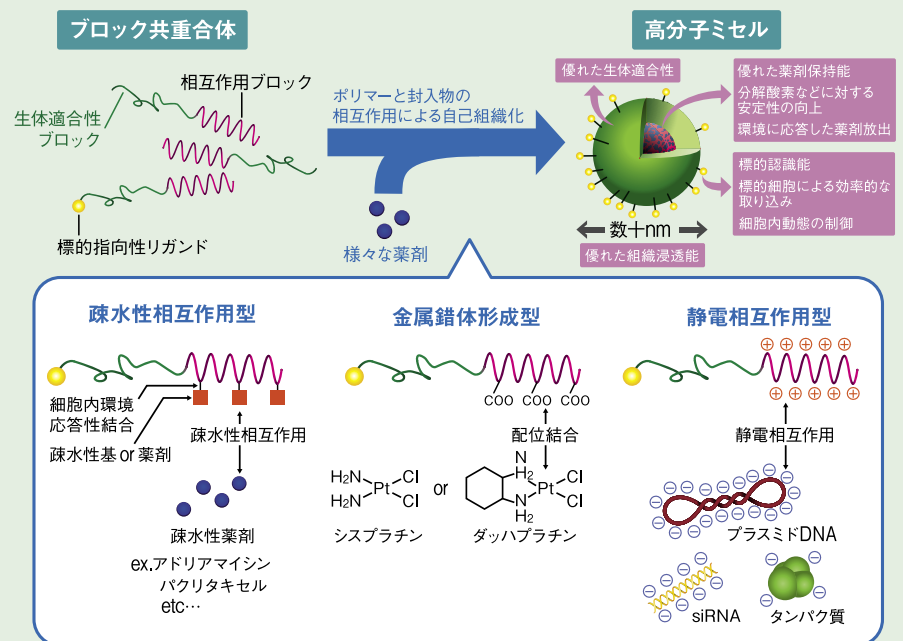 ブロック共重合体
高分子ミセル
相互作用ブロック
生体適合性
ブロック
標的指向性リガンド
ポリマーと封入物の
相互作用による自己組織化
様々な薬剤
優れた生体適合性
優れた薬剤保持能
分解酸素などに対する
安定性の向上
環境に応答した薬剤放出
標的認識能
標的細胞による効率的な
取り込み
細胞内動態の制御
数十nm
優れた組織浸透能
疎水性相互作用型
細胞内環境
応答性結合
疎水性基or薬剤
疎水性相互作用
疎水性薬剤
ex.アドリアマイシン
パクリタキセル
etc…
金属錯体形成型
COO COO COO
配位結合
H₂N
H₂N
Pt
Cl
Cl
シスプラチン
or
N
H₂
N
H₂
Pt
Cl
Cl
ダッハプラチン
静電相互作用型
⊕ ⊕ ⊕ ⊕ ⊕
⊕ ⊕ ⊕ ⊕ ⊕
静電相互作用
プラスミドDNA
siRNA
タンパク質